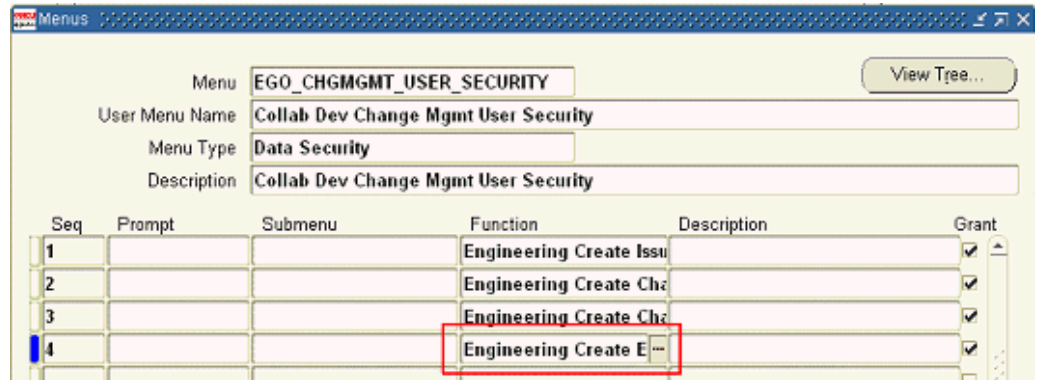 Menus
Menu EGO_CHGMGMT_USER_SECURITY View Tree...
User Menu Name Collab Dev Change Mgmt User Security
Menu Type Data Security
Description Collab Dev Change Mgmt User Security
Seq Prompt Submenu Function Description Grant
1 Engineering Create Issu
2 Engineering Create Cha
3 Engineering Create Cha
4 Engineering Create E ...